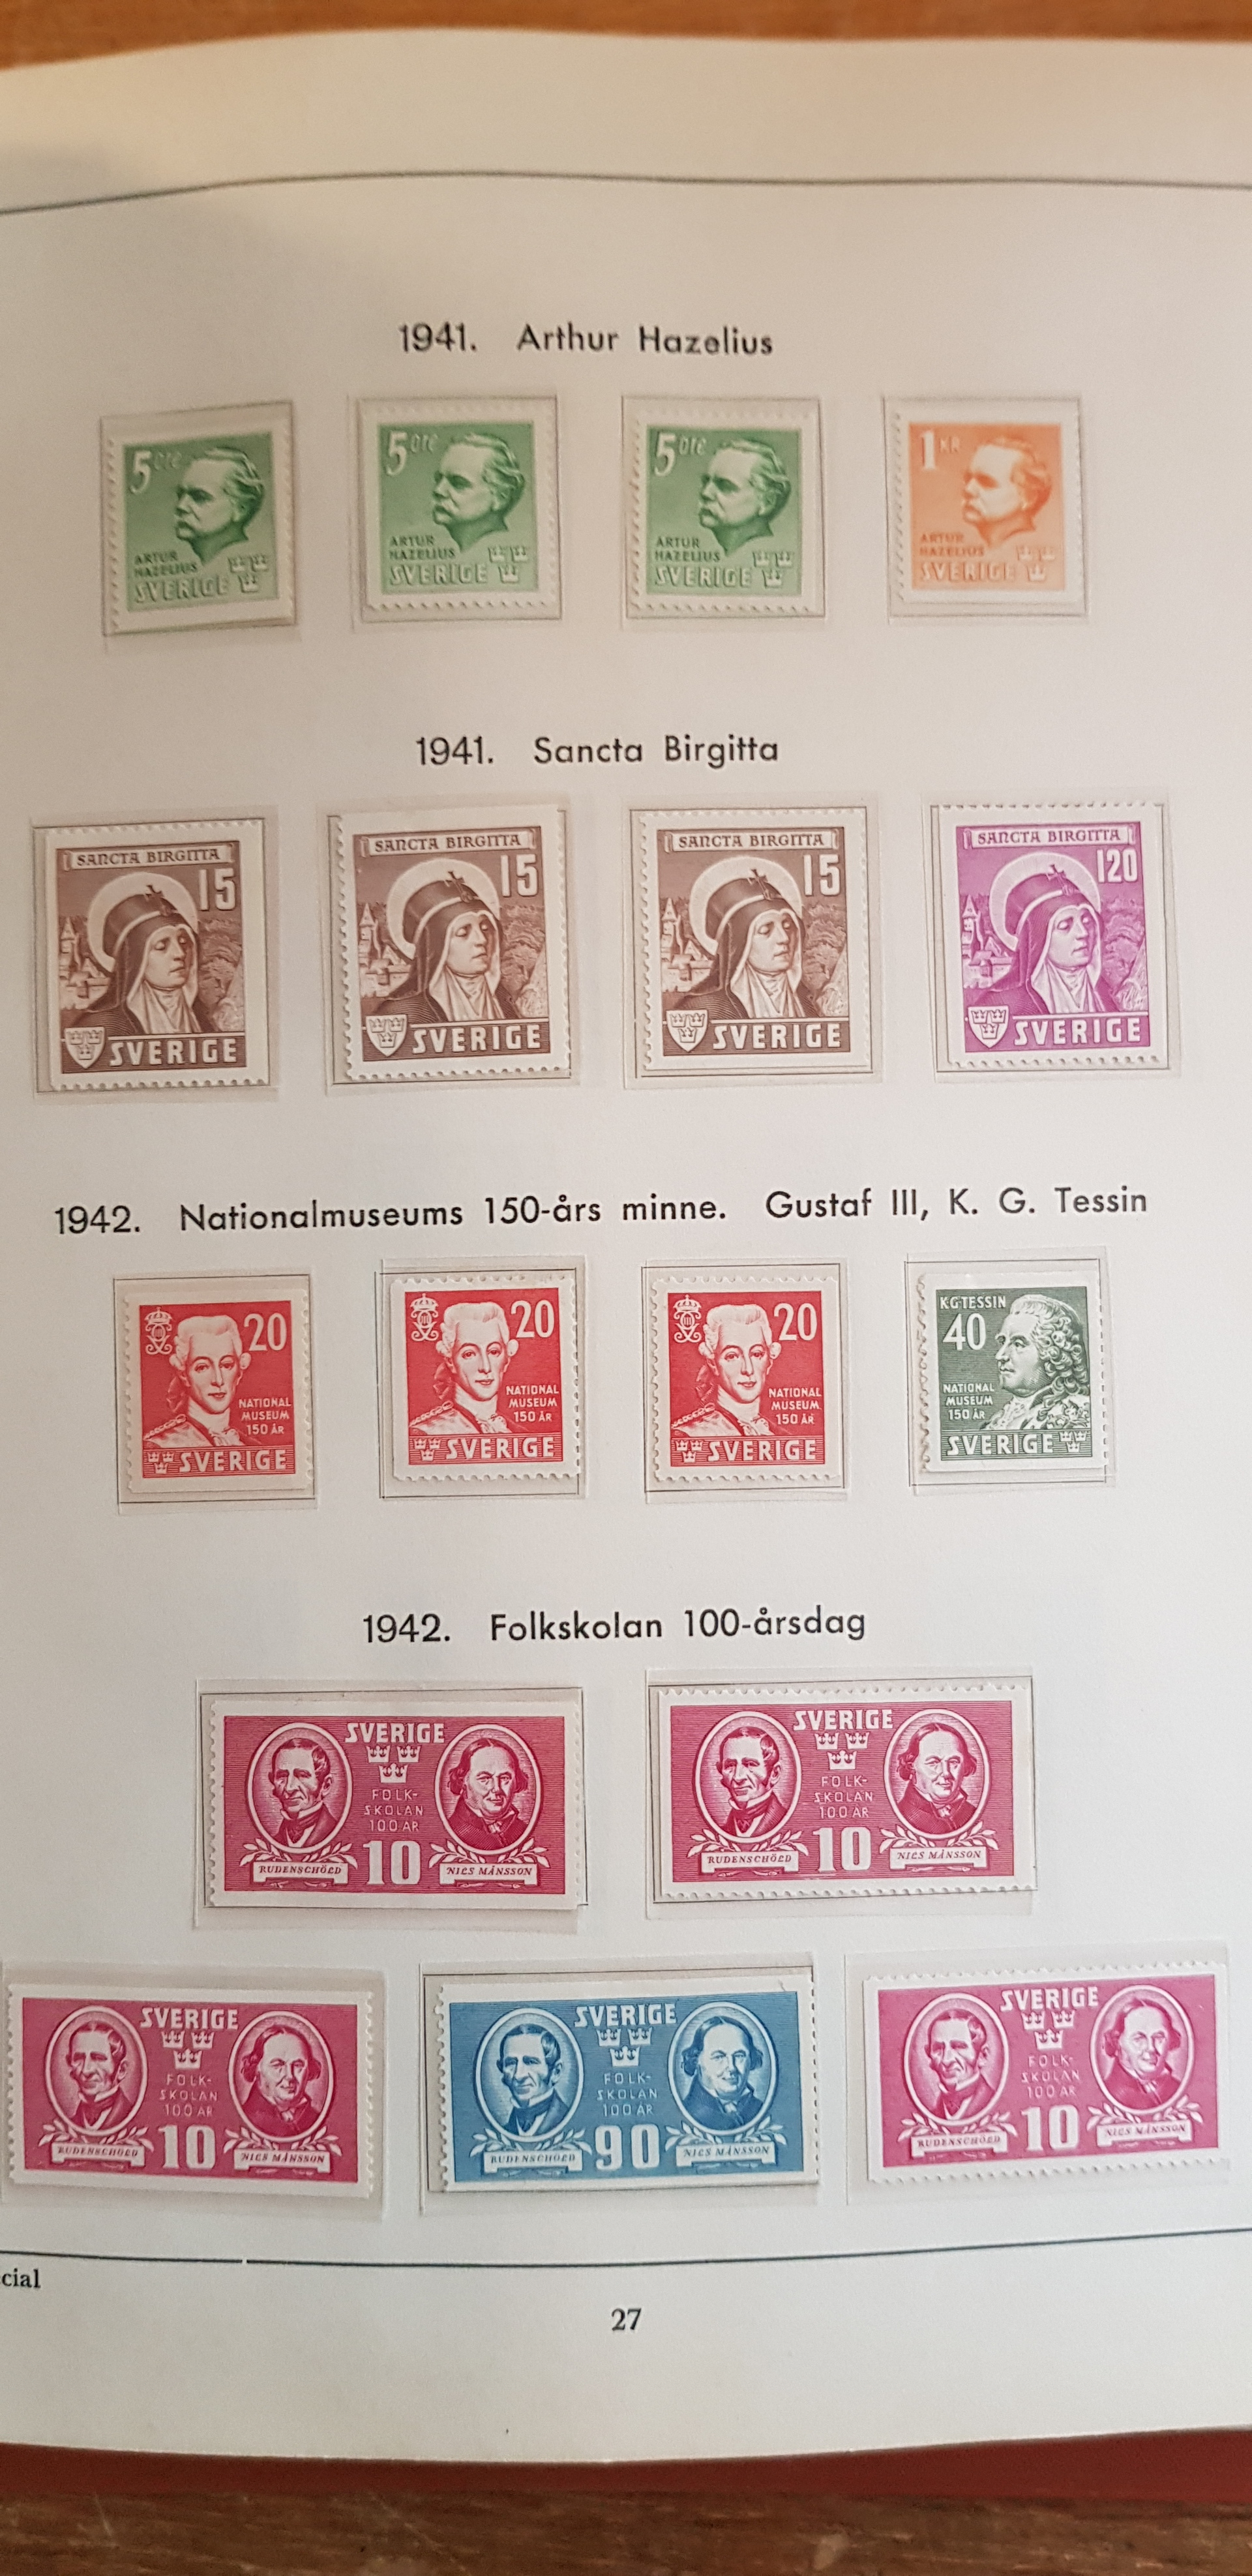 1941. Arthur Hazelius
5 ÖRE
ARTUR
HAZELIUS
SVERIGE
5 ÖRE
ARTUR
HAZELIUS
SVERIGE
5 ÖRE
ARTUR
HAZELIUS
SVERIGE
1 KR
ARTUR
HAZELIUS
SVERIGE
1941. Sancta Birgitta
SANCTA BIRGITTA
15
SVERIGE
SANCTA BIRGITTA
15
SVERIGE
SANCTA BIRGITTA
15
SVERIGE
SANCTA BIRGITTA
120
SVERIGE
1942. Nationalmuseums 150-års minne. Gustaf III, K. G. Tessin
20
NATIONAL
MUSEUM
150 ÅR
SVERIGE
20
NATIONAL
MUSEUM
150 ÅR
SVERIGE
20
NATIONAL
MUSEUM
150 ÅR
SVERIGE
KG TESSIN
40
NATIONAL
MUSEUM
150 ÅR
SVERIGE
1942. Folkskolan 100-årsdag
SVERIGE
FOLK-
SKOLAN
100 ÅR
RUDENSCHÖLD 10 NILS MÅNSSON
SVERIGE
FOLK-
SKOLAN
100 ÅR
RUDENSCHÖLD 10 NILS MÅNSSON
SVERIGE
FOLK-
SKOLAN
100 ÅR
RUDENSCHÖLD 10 NILS MÅNSSON
SVERIGE
FOLK-
SKOLAN
100 ÅR
RUDENSCHÖLD 90 NILS MÅNSSON
SVERIGE
FOLK-
SKOLAN
100 ÅR
RUDENSCHÖLD 10 NILS MÅNSSON
cial
27